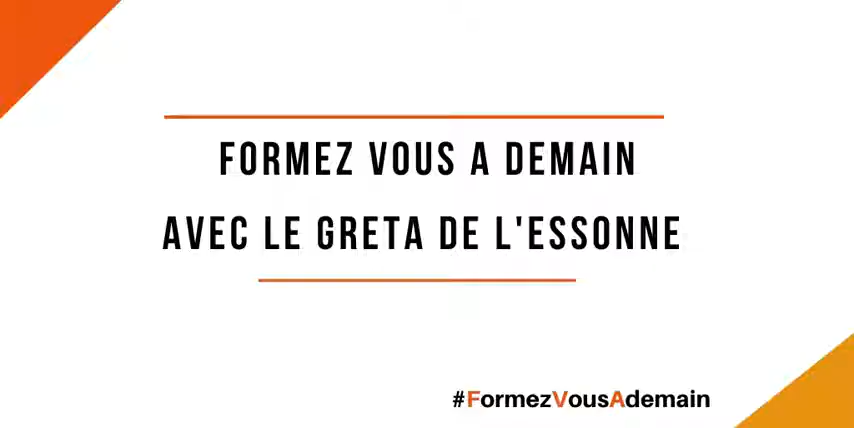 FORMEZ VOUS A DEMAIN
AVEC LE GRETA DE L'ESSONNE
#FormezVousAdemain